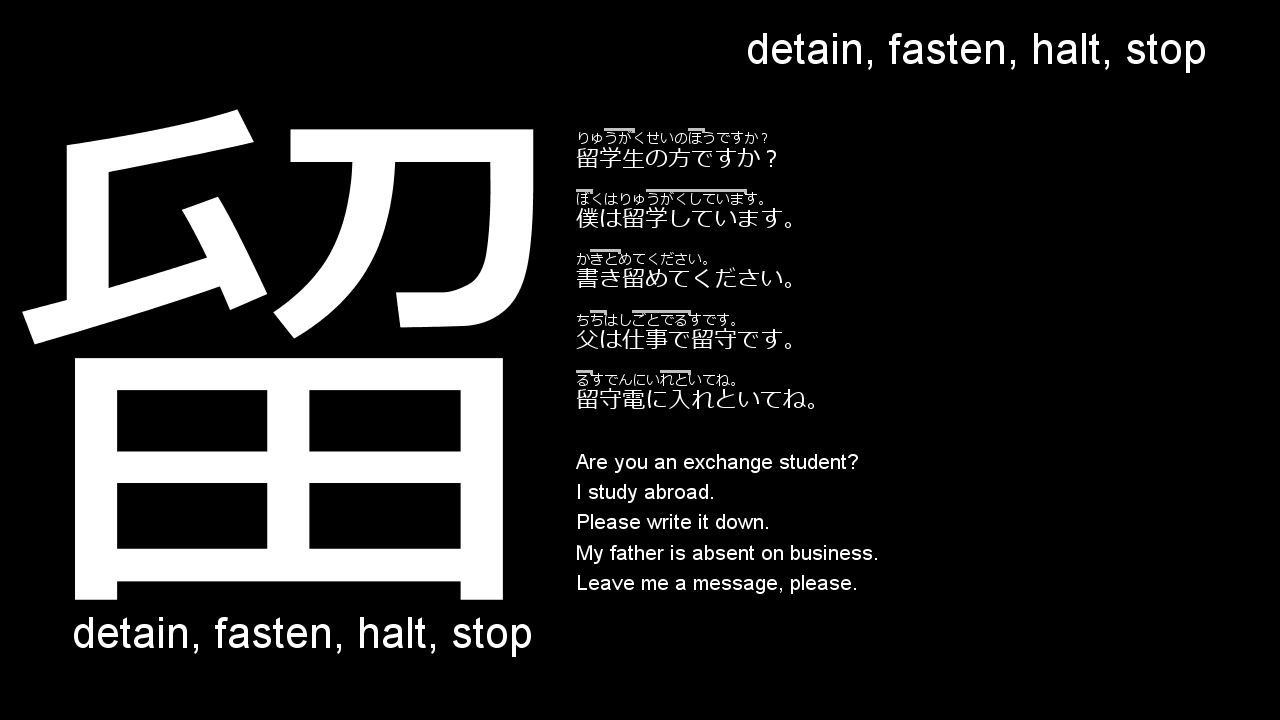 detain, fasten, halt, stop
留
detain, fasten, halt, stop
りゅうがくせいのほうですか？
留学生の方ですか？
ぼくはりゅうがくしています。
僕は留学しています。
かきとめてください。
書き留めてください。
ちちはしごとでるすです。
父は仕事で留守です。
るすでんにいれといてね。
留守電に入れといてね。
Are you an exchange student?
I study abroad.
Please write it down.
My father is absent on business.
Leave me a message, please.